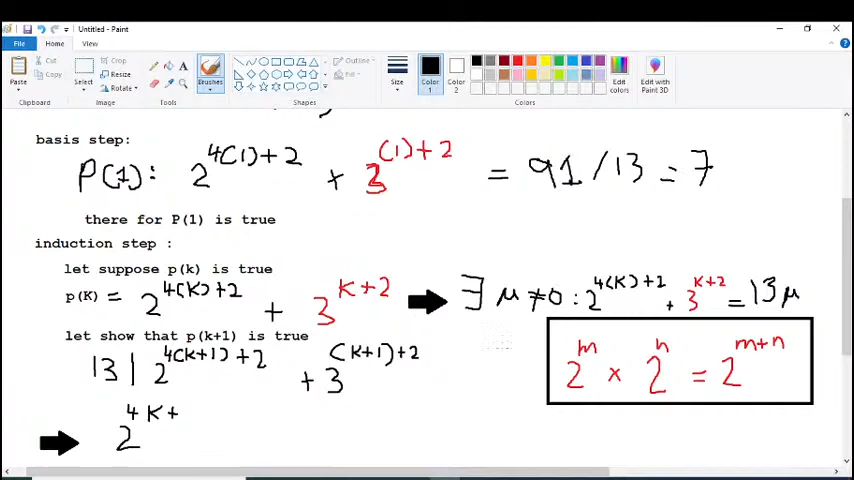 Untitled - Paint
File Home View
Paste Cut Copy Select Crop Resize Rotate Brushes Outline Fill Size Color 1 Color 2 Edit colors Edit with Paint 3D
Clipboard Image Tools Shapes Colors
basis step:
P(1): 2^{4(1)+2} + 3^{(1)+2} = 91/13 = 7
there for P(1) is true
induction step :
let suppose p(k) is true
p(K) = 2^{4(K)+2} + 3^{K+2} ➡ ∃ μ≠0 : 2^{4(K)+2} + 3^{K+2} = 13μ
let show that p(k+1) is true
13 | 2^{4(K+1)+2} + 3^{(K+1)+2}
2^m × 2^n = 2^{m+n}
➡ 2^{4K+